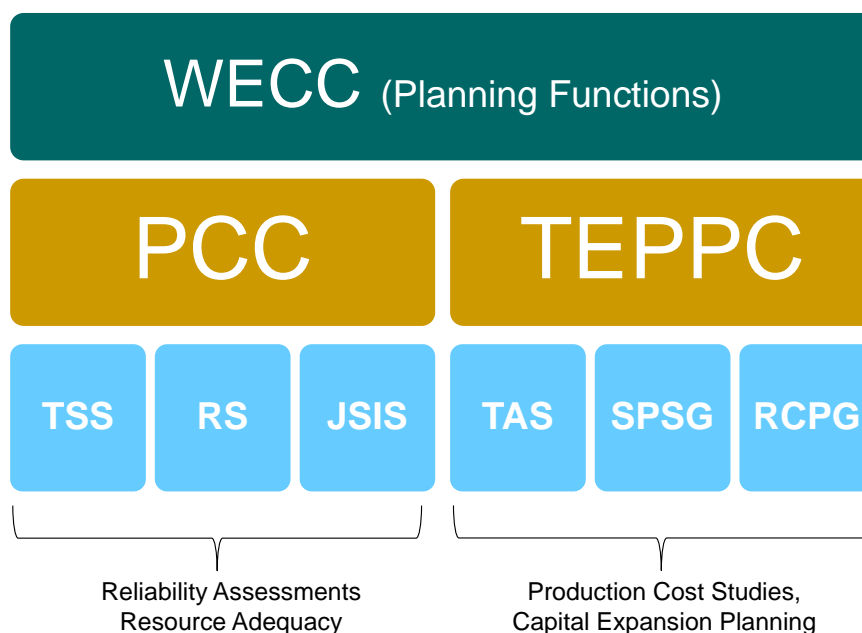 WECC (Planning Functions)
PCC
TEPPC
TSS
RS
JSIS
TAS
SPSG
RCPG
Reliability Assessments
Resource Adequacy
Production Cost Studies,
Capital Expansion Planning